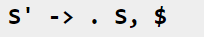 S' -> . S, $